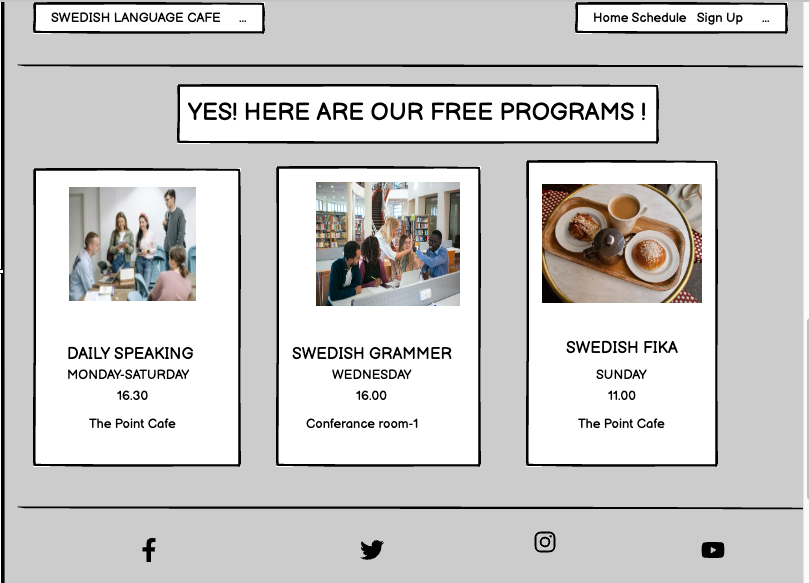 SWEDISH LANGUAGE CAFE ...
Home Schedule Sign Up ...
YES! HERE ARE OUR FREE PROGRAMS !
DAILY SPEAKING
MONDAY-SATURDAY
16.30
The Point Cafe
SWEDISH GRAMMER
WEDNESDAY
16.00
Conferance room-1
SWEDISH FIKA
SUNDAY
11.00
The Point Cafe